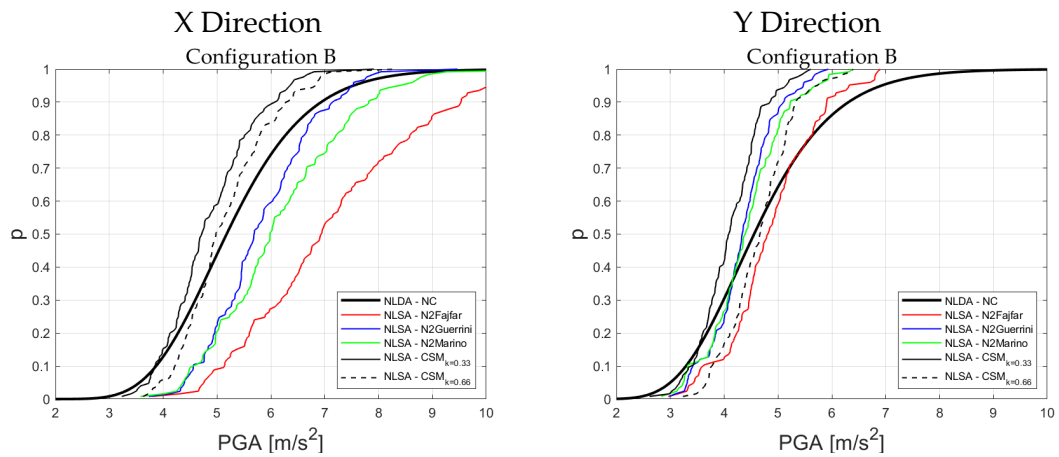 X Direction
Configuration B
1
0.9
0.8
0.7
0.6
0.5
0.4
0.3
0.2
0.1
0
p
NLDA - NC
NLSA - N2Fajfar
NLSA - N2Guerrini
NLSA - N2Marino
NLSA - CSM k=0.33
NLSA - CSM k=0.66
2 3 4 5 6 7 8 9 10
PGA [m/s²]
Y Direction
Configuration B
1
0.9
0.8
0.7
0.6
0.5
0.4
0.3
0.2
0.1
0
p
NLDA - NC
NLSA - N2Fajfar
NLSA - N2Guerrini
NLSA - N2Marino
NLSA - CSM k=0.33
NLSA - CSM k=0.66
2 3 4 5 6 7 8 9 10
PGA [m/s²]